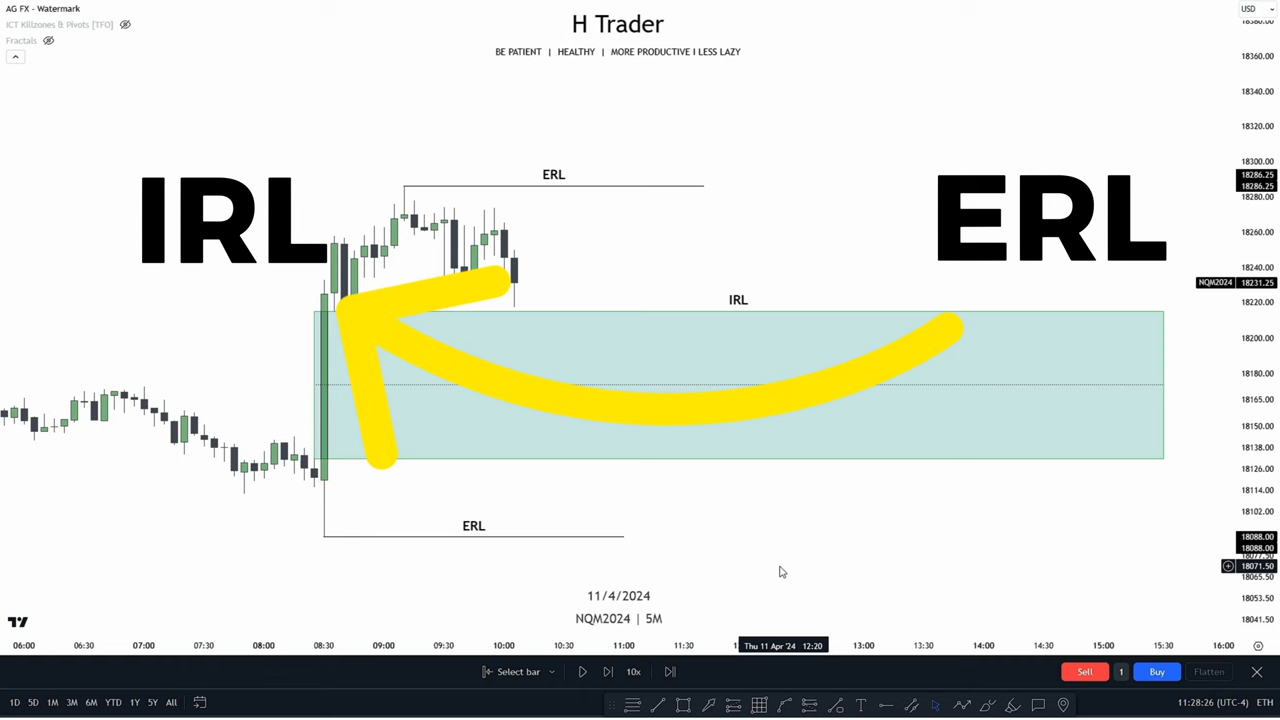 AG FX - Watermark
USD
ICT Killzones & Pivots [TFO]
Fractals
H Trader
BE PATIENT | HEALTHY | MORE PRODUCTIVE I LESS LAZY
IRL
ERL
ERL
IRL
ERL
18380.00
18360.00
18340.00
18320.00
18300.00
18286.25
18286.25
18280.00
18260.00
18240.00
NQM2024 18231.25
18220.00
18200.00
18180.00
18165.00
18150.00
18138.00
18126.00
18114.00
18102.00
18088.00
18088.00
18077.50
18071.50
18065.50
18053.50
18041.50
11/4/2024
NQM2024 | 5M
06:00 06:30 07:00 07:30 08:00 08:30 09:00 09:30 10:00 10:30 11:00 11:30 Thu 11 Apr '24 12:20 13:00 13:30 14:00 14:30 15:00 15:30 16:00
Select bar 10x Sell 1 Buy Flatten
1D 5D 1M 3M 6M YTD 1Y 5Y All 11:28:26 (UTC-4) ETH